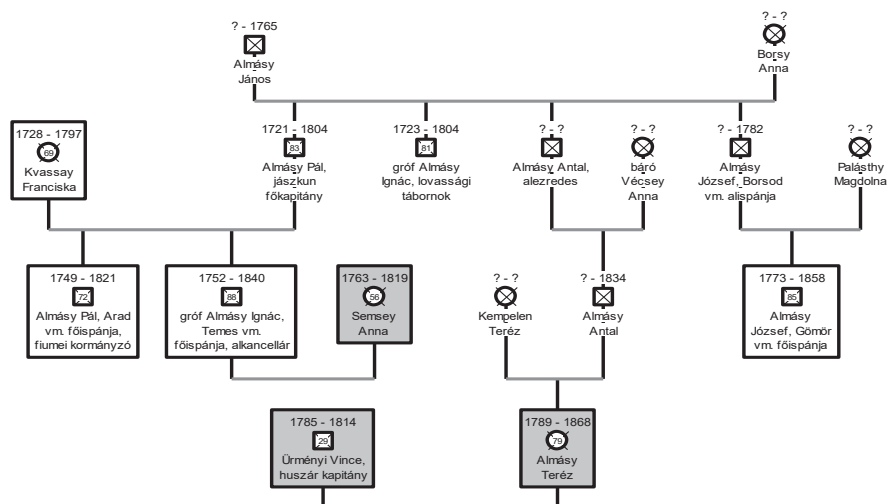 ? - 1765
Almásy
János
? - ?
Borsy
Anna
1728 - 1797
69
Kvassay
Franciska
1721 - 1804
83
Almásy Pál,
jászkun
főkapitány
1723 - 1804
81
gróf Almásy
Ignác, lovassági
tábornok
? - ?
Almásy Antal,
alezredes
? - ?
báró
Vécsey
Anna
? - 1782
Almásy
József, Borsod
vm. alispánja
? - ?
Palásthy
Magdolna
1749 - 1821
72
Almásy Pál, Arad
vm. főispánja,
fiumei kormányzó
1752 - 1840
88
gróf Almásy Ignác,
Temes vm.
főispánja, alkancellár
1763 - 1819
56
Semsey
Anna
? - ?
Kempelen
Teréz
? - 1834
Almásy
Antal
1773 - 1858
85
Almásy
József, Gömör
vm. főispánja
1785 - 1814
29
Ürményi Vince,
huszár kapitány
1789 - 1868
79
Almásy
Teréz